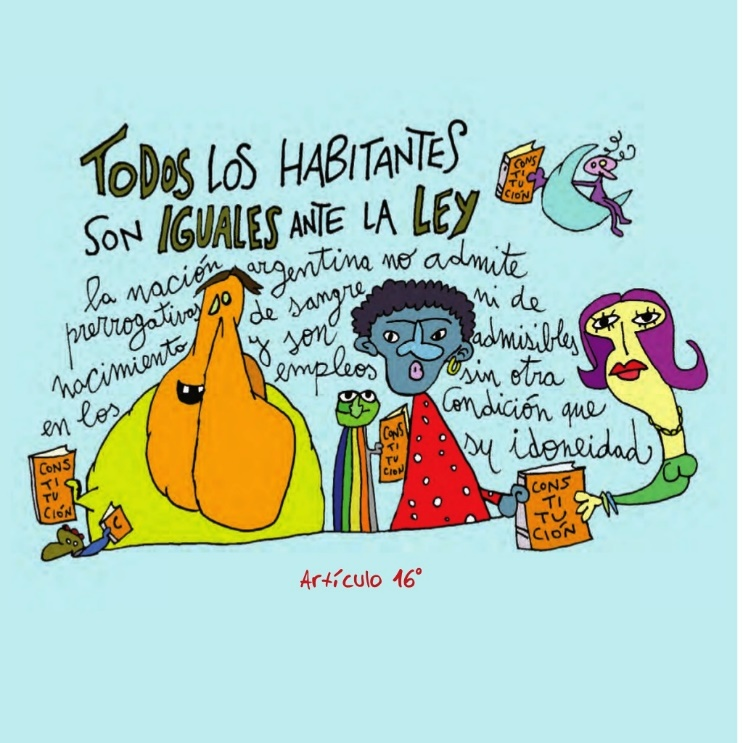 TODOS LOS HABITANTES
SON IGUALES ANTE LA LEY
CONS
TI
TU
CIÓN
la nación argentina no admite
prerrogativas de sangre ni de
nacimiento y son admisibles
en los empleos sin otra
condición que
su idoneidad
CONS
TI
TU
CIÓN
C
CONS
TI
TU
CIÓN
CONS
TI
TU
CIÓN
Artículo 16°